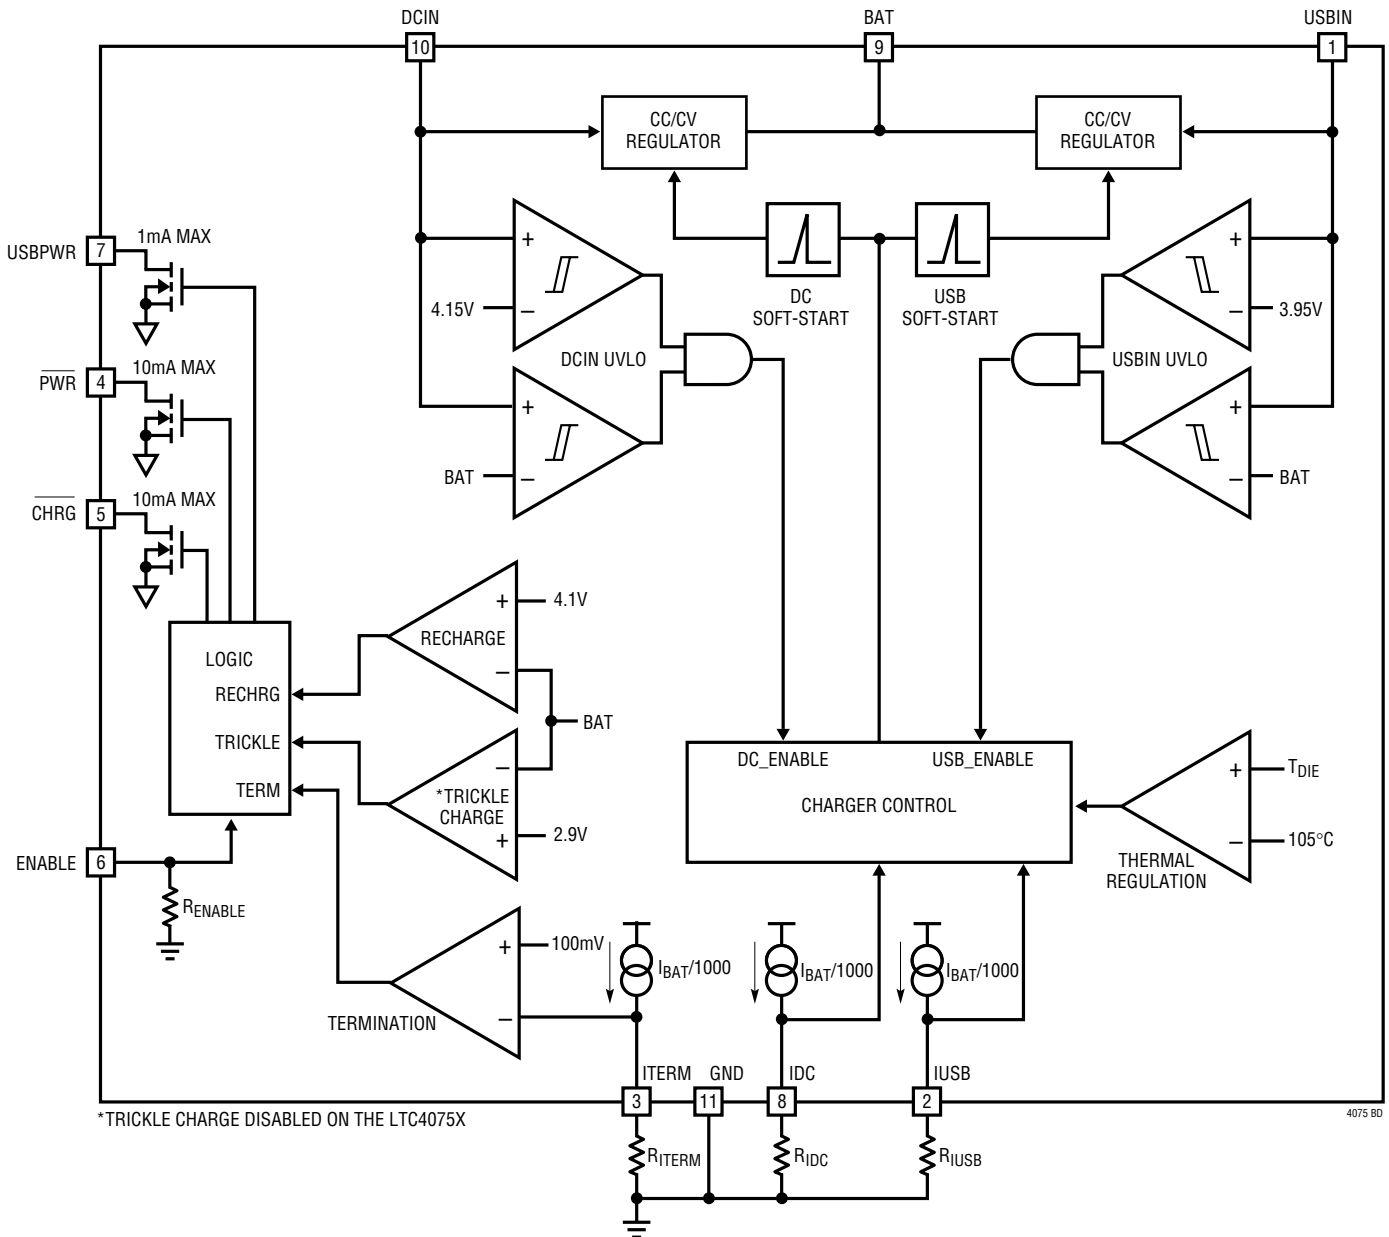 DCIN
BAT
USBIN
10
9
1
CC/CV
REGULATOR
CC/CV
REGULATOR
USBPWR
7
1mA MAX
+
4.15V
–
DC
SOFT-START
USB
SOFT-START
+
3.95V
–
DCIN UVLO
USBIN UVLO
PWR
4
10mA MAX
+
BAT
–
+
BAT
–
CHRG
5
10mA MAX
LOGIC
RECHRG
TRICKLE
TERM
+
4.1V
RECHARGE
–
BAT
–
*TRICKLE
CHARGE
+
2.9V
DC_ENABLE
USB_ENABLE
CHARGER CONTROL
+
TDIE
–
105°C
THERMAL
REGULATION
ENABLE
6
RENABLE
+
100mV
–
TERMINATION
IBAT/1000
IBAT/1000
IBAT/1000
ITERM
GND
IDC
IUSB
3
11
8
2
*TRICKLE CHARGE DISABLED ON THE LTC4075X
4075 BD
RITERM
RIDC
RIUSB